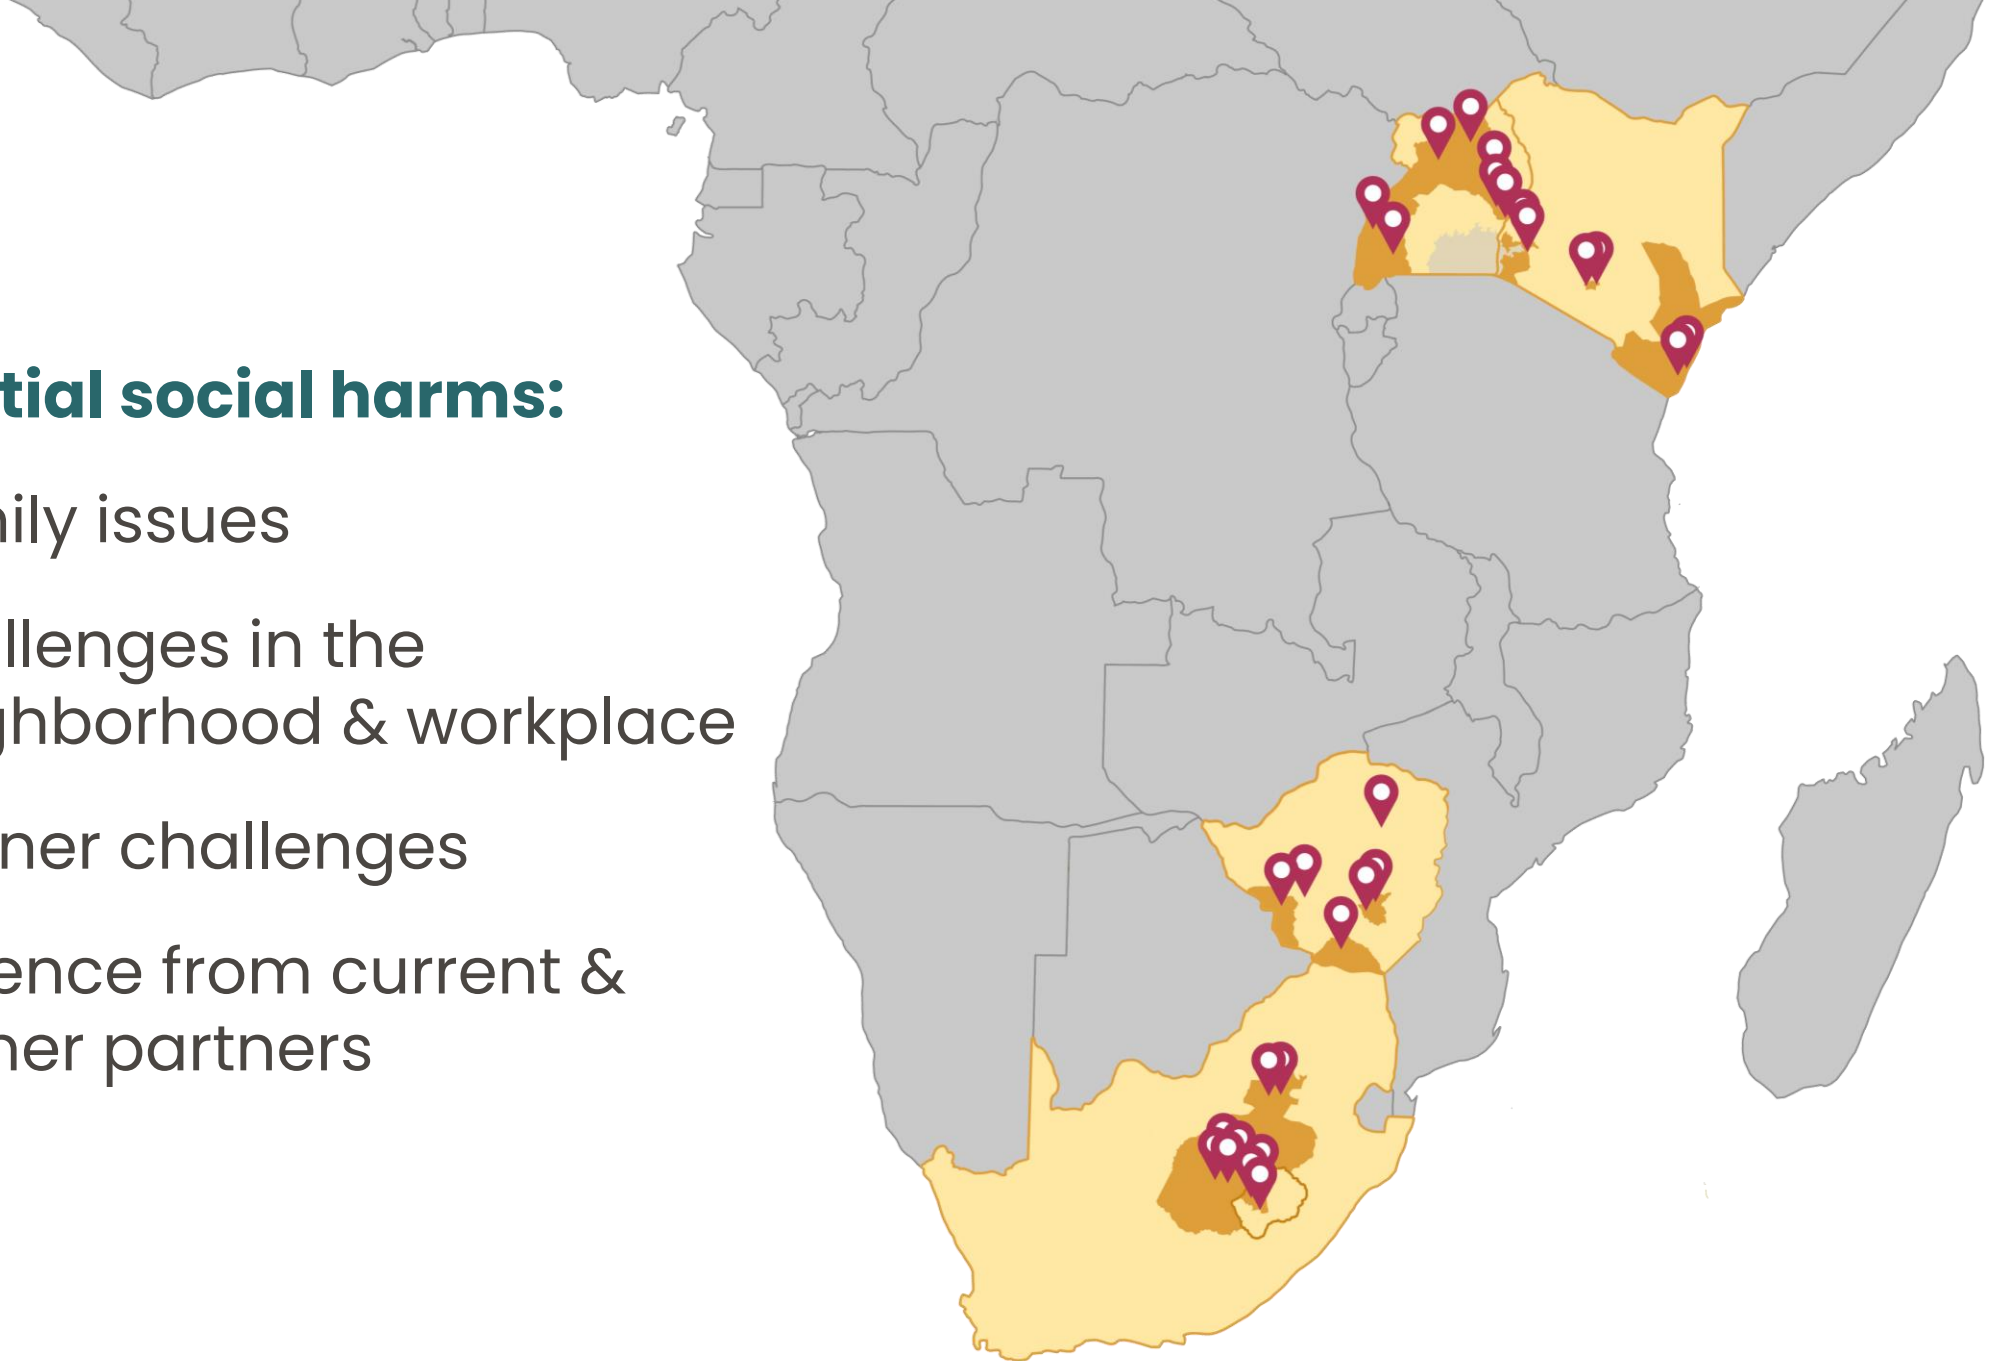 tial social harms:
ily issues
llenges in the
ghborhood & workplace
ner challenges
ence from current &
ner partners